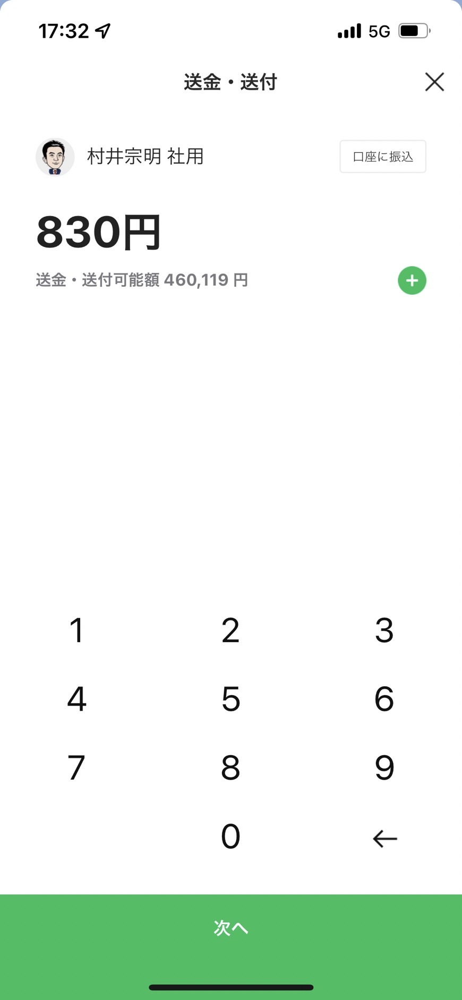 17:32 5G
送金・送付
村井宗明 社用 口座に振込
830円
送金・送付可能額 460,119 円
1 2 3
4 5 6
7 8 9
0
次へ